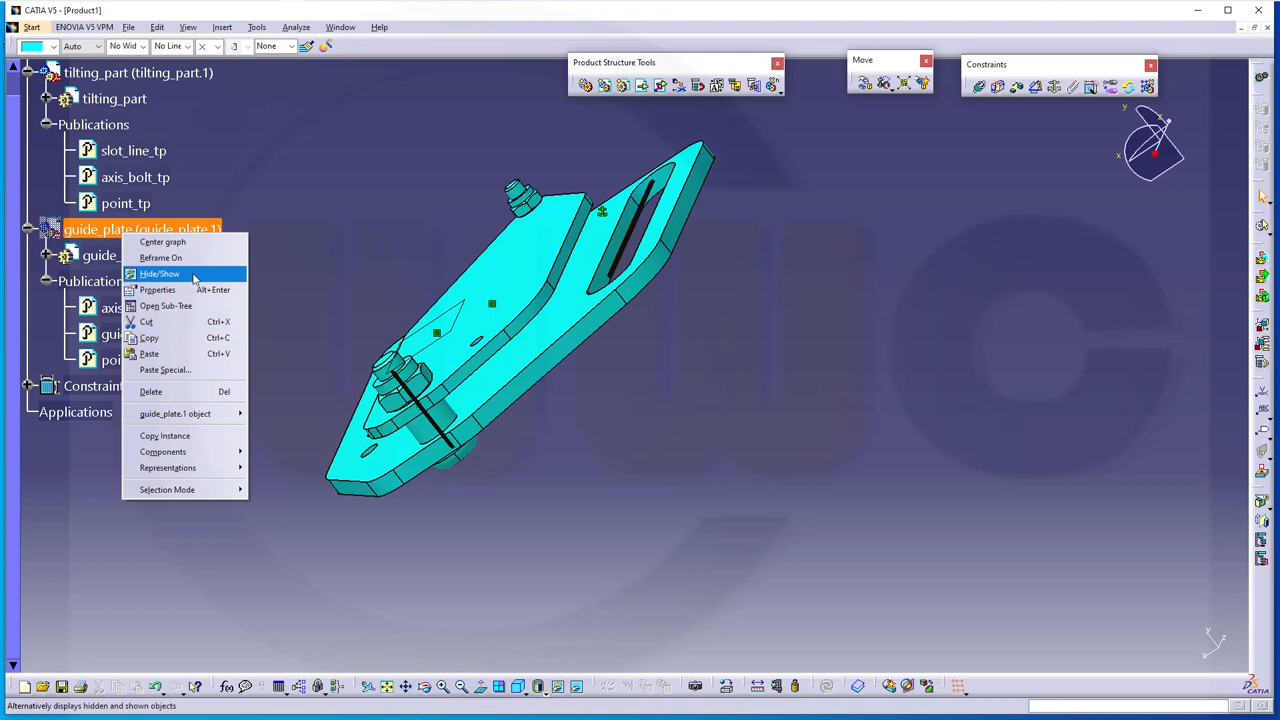 CATIA V5 - [Product1]
Start ENOVIA V5 VPM File Edit View Insert Tools Analyze Window Help
Auto No Wid No Line None
Product Structure Tools
Move
Constraints
tilting_part (tilting_part.1)
tilting_part
Publications
slot_line_tp
axis_bolt_tp
point_tp
guide_plate (guide_plate.1)
guide_
Publication
axis
gui
poi
Constraint
Applications
Center graph
Reframe On
Hide/Show
Properties Alt+Enter
Open Sub-Tree
Cut Ctrl+X
Copy Ctrl+C
Paste Ctrl+V
Paste Special...
Delete Del
guide_plate.1 object
Copy Instance
Components
Representations
Selection Mode
y
x
z
y
z
x
Alternatively displays hidden and shown objects
CATIA